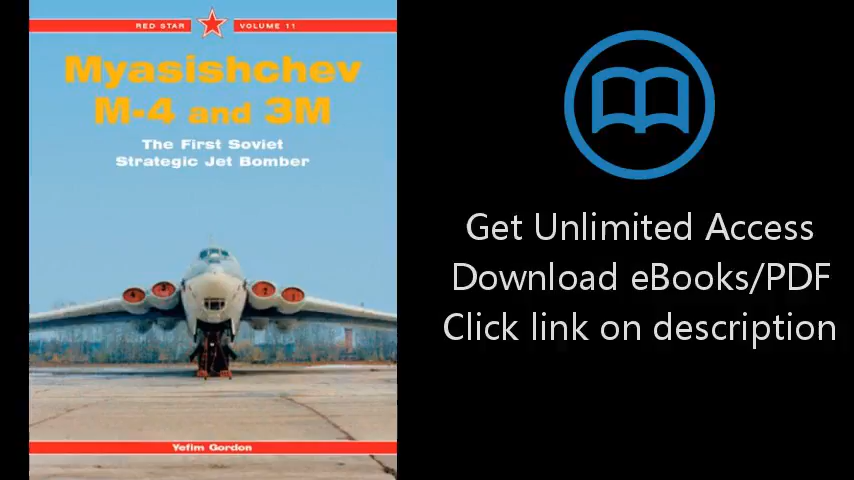 RED STAR VOLUME 11
Myasishchev
M-4 and 3M
The First Soviet
Strategic Jet Bomber
Yefim Gordon
Get Unlimited Access
Download eBooks/PDF
Click link on description